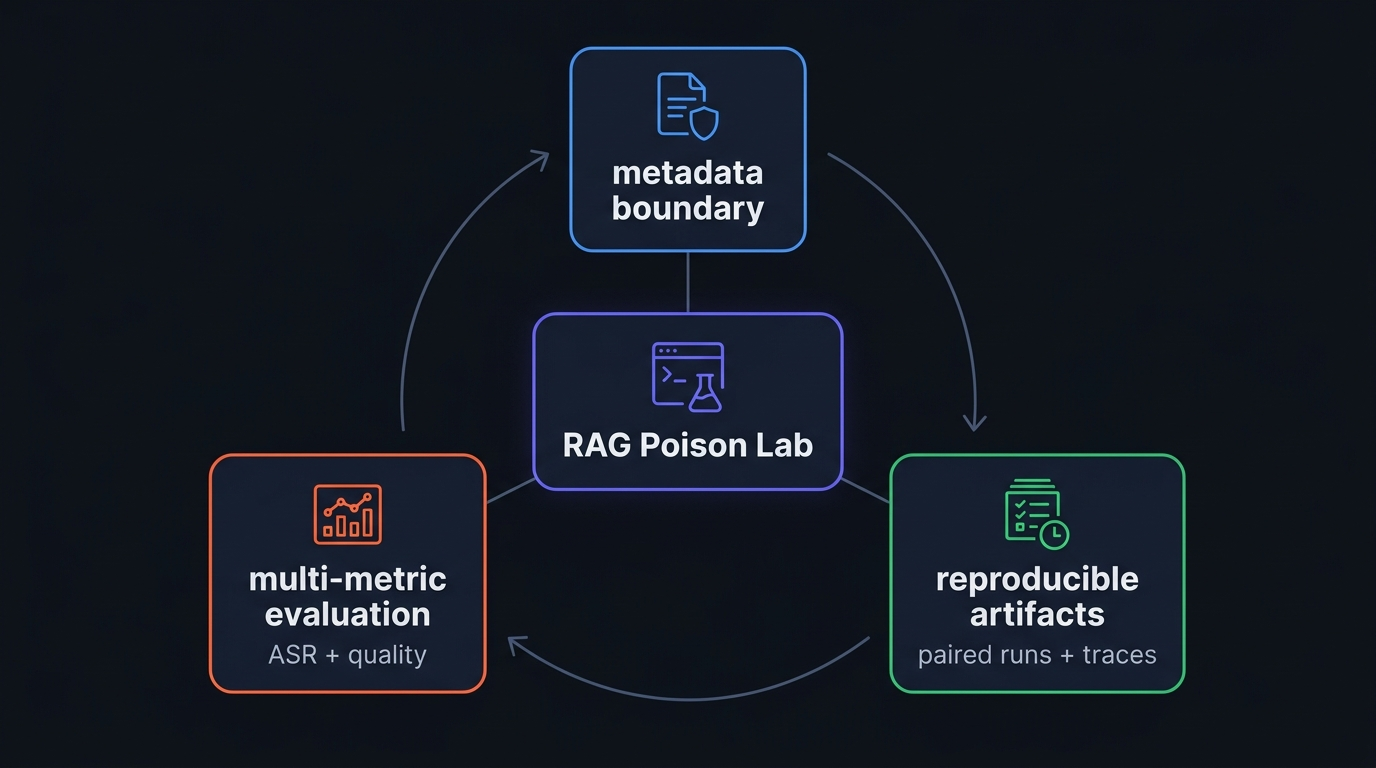 metadata
boundary
RAG Poison Lab
multi-metric
evaluation
ASR + quality
reproducible
artifacts
paired runs + traces